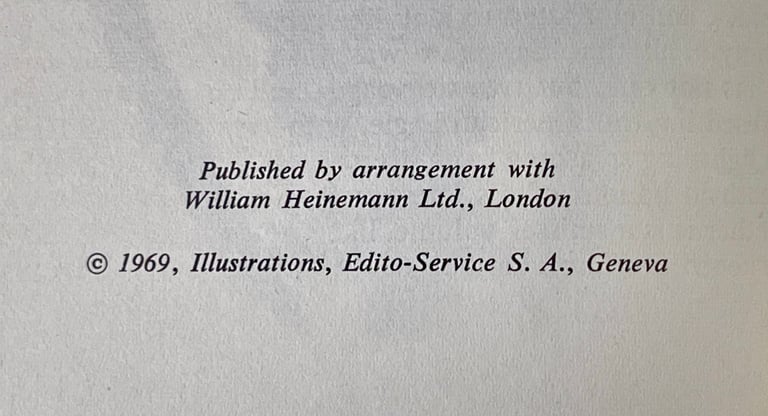 Published by arrangement with
William Heinemann Ltd., London
© 1969, Illustrations, Edito-Service S. A., Geneva